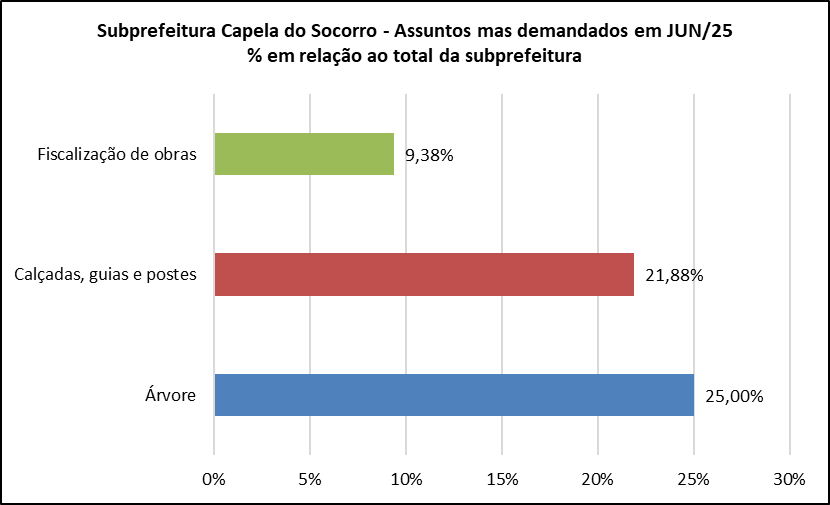 Subprefeitura Capela do Socorro - Assuntos mas demandados em JUN/25
% em relação ao total da subprefeitura
Fiscalização de obras
9,38%
Calçadas, guias e postes
21,88%
Árvore
25,00%
0%
5%
10%
15%
20%
25%
30%